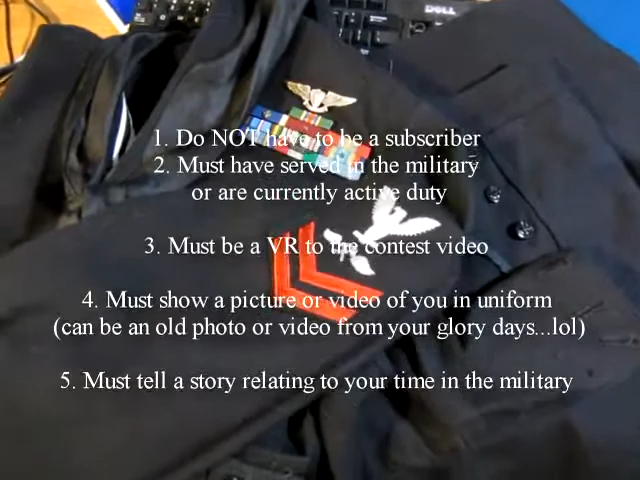 DELL
1. Do NOT have to be a subscriber
2. Must have served in the military
or are currently active duty
3. Must be a VR to the contest video
4. Must show a picture or video of you in uniform
(can be an old photo or video from your glory days...lol)
5. Must tell a story relating to your time in the military